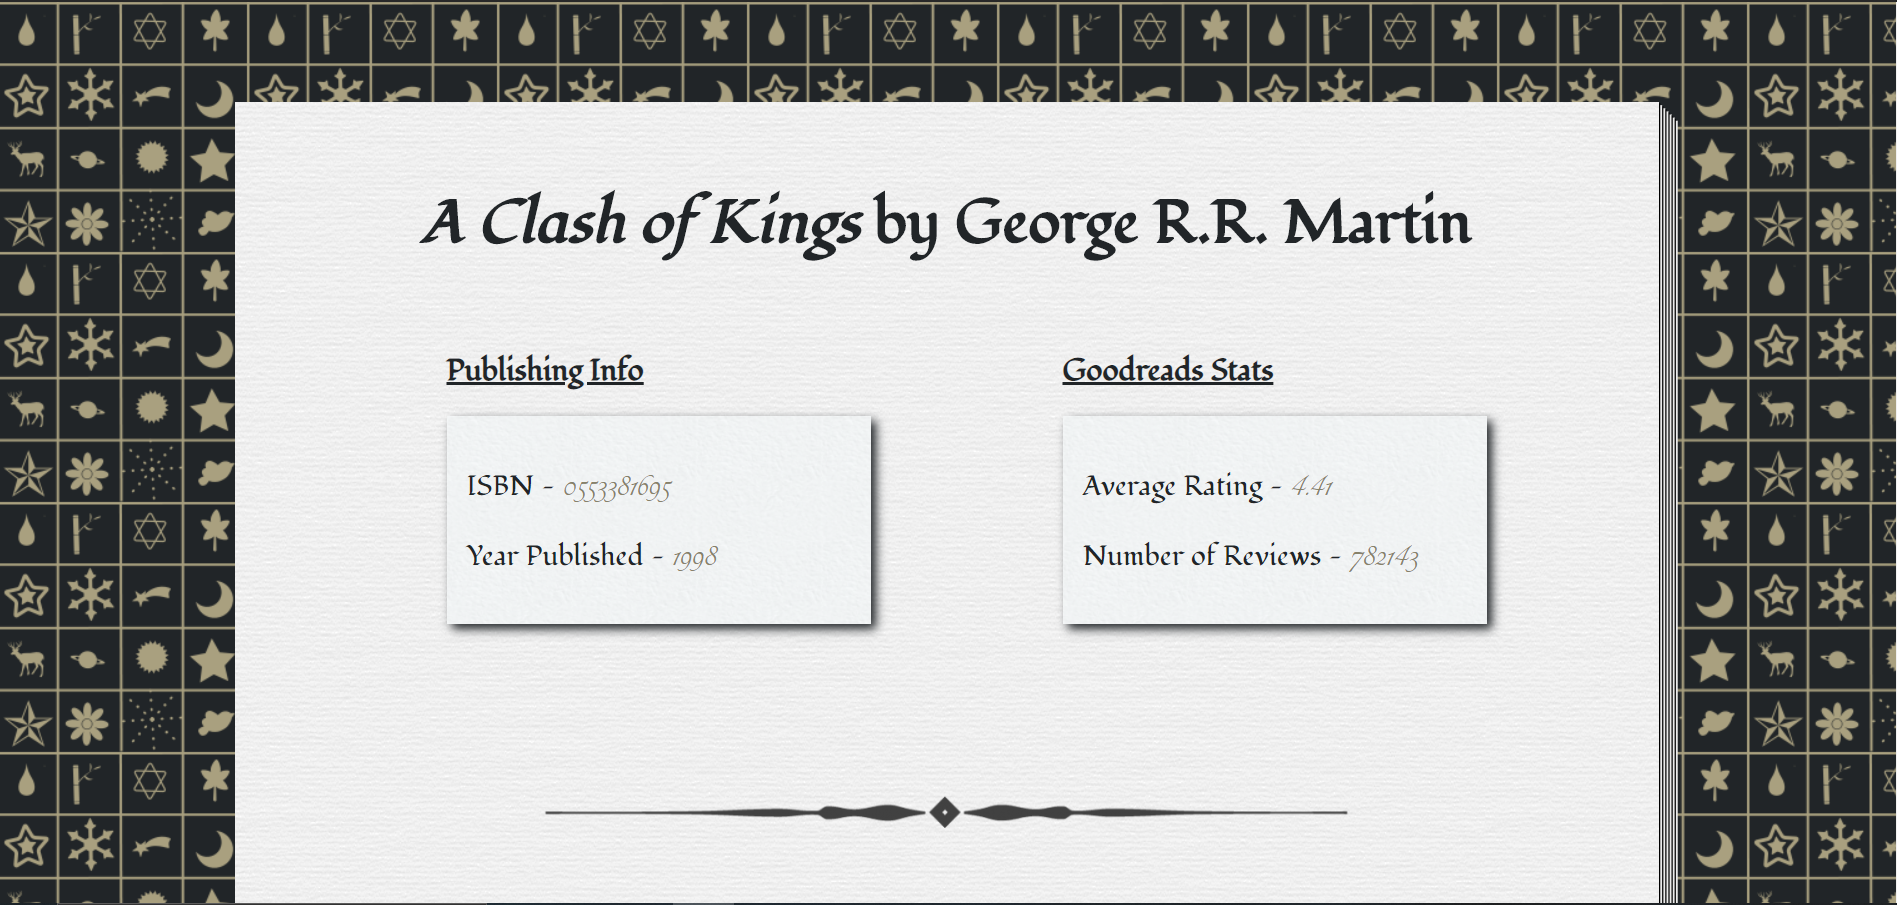 A Clash of Kings by George R.R. Martin
Publishing Info
ISBN - 0553381695
Year Published - 1998
Goodreads Stats
Average Rating - 4.41
Number of Reviews - 782143